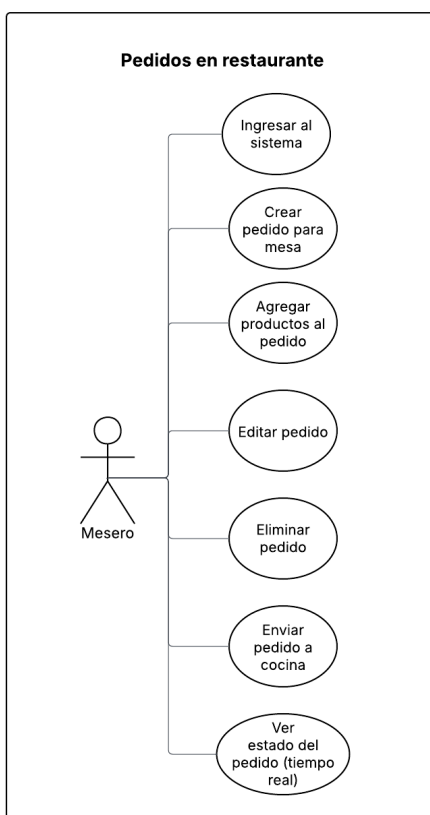 Pedidos en restaurante
Ingresar al
sistema
Crear
pedido para
mesa
Agregar
productos al
pedido
Editar pedido
Eliminar
pedido
Mesero
Enviar
pedido a
cocina
Ver
estado del
pedido (tiempo
real)